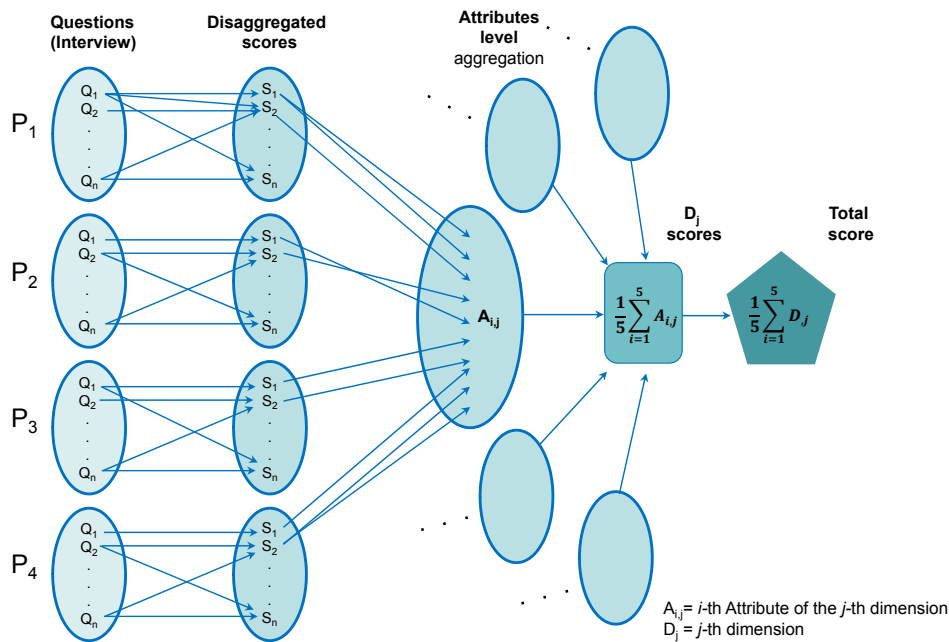 Questions
(Interview)
Disaggregated
scores
Attributes
level
aggregation
P1
Q1
Q2
.
.
.
.
Qn
S1
S2
.
.
.
Sn
P2
Q1
Q2
.
.
.
Qn
S1
S2
.
.
.
Sn
P3
Q1
Q2
.
.
.
Qn
S1
S2
.
.
.
Sn
P4
Q1
Q2
.
.
.
Qn
S1
S2
.
.
.
Sn
Ai,j
Dj
scores
1/5 ∑ i=1 5 Ai,j
Total
score
1/5 ∑ i=1 5 D,j
Ai,j= i-th Attribute of the j-th dimension
Dj = j-th dimension